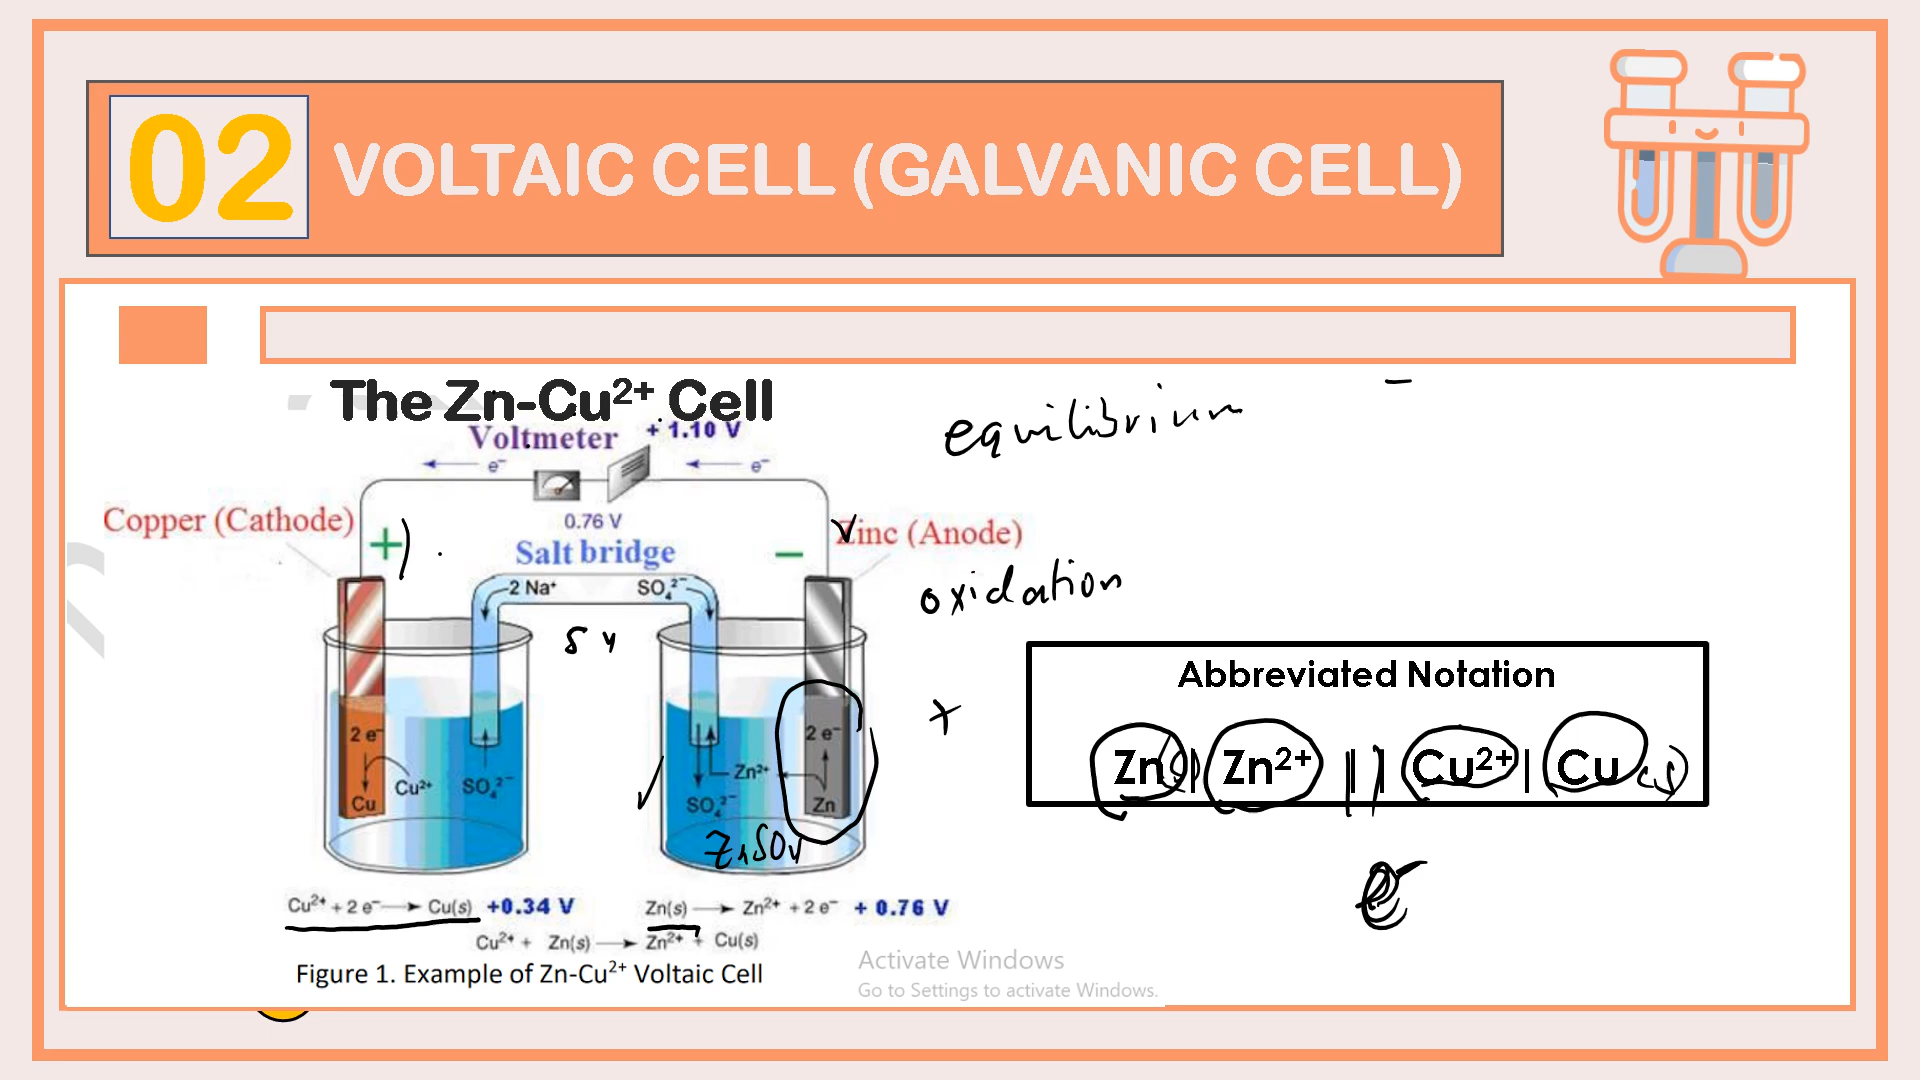 02 VOLTAIC CELL (GALVANIC CELL)
The Zn-Cu²⁺ Cell
equilibrium
Voltmeter + 1.10 V
e⁻ e⁻
Copper (Cathode) 0.76 V Zinc (Anode)
+ Salt bridge −
2 Na⁺ SO₄²⁻
oxidation
Abbreviated Notation
Zn(s) | Zn²⁺ || Cu²⁺ | Cu (s)
2 e⁻ 2 e⁻
Cu²⁺ SO₄²⁻ Zn²⁺
Cu SO₄²⁻ Zn
ZnSO₄
e⁻
Cu²⁺ + 2 e⁻ → Cu(s) +0.34 V Zn(s) → Zn²⁺ + 2 e⁻ + 0.76 V
Cu²⁺ + Zn(s) → Zn²⁺ + Cu(s)
Figure 1. Example of Zn-Cu²⁺ Voltaic Cell
Activate Windows
Go to Settings to activate Windows.